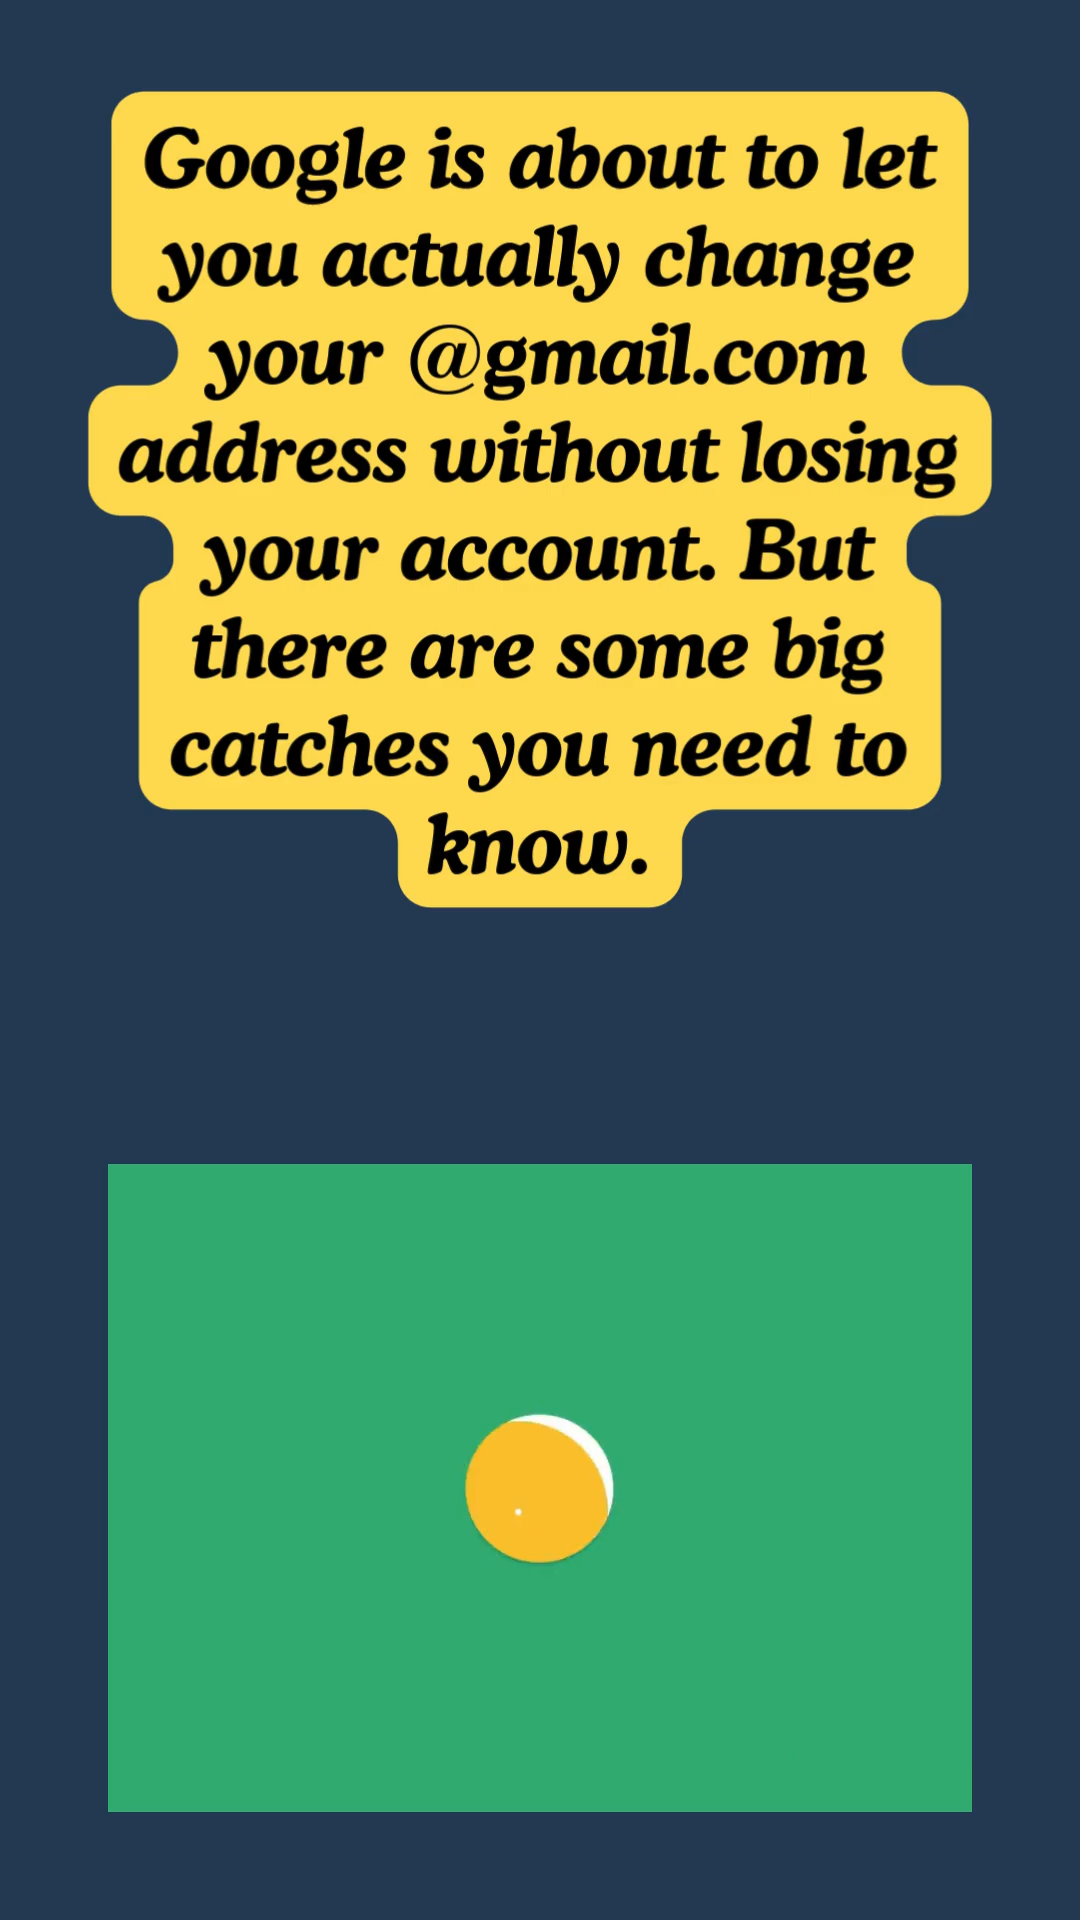 Google is about to let
you actually change
your @gmail.com
address without losing
your account. But
there are some big
catches you need to
know.